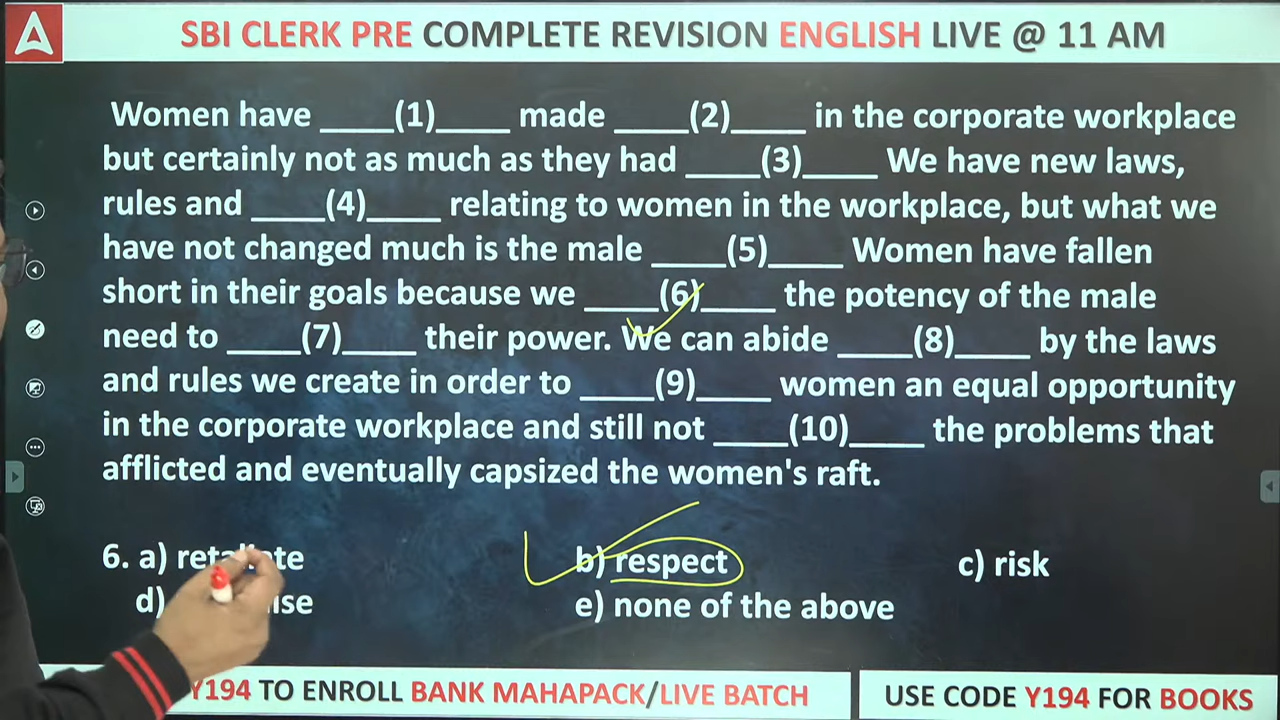 SBI CLERK PRE COMPLETE REVISION ENGLISH LIVE @ 11 AM
Women have ____(1)____ made ____(2)____ in the corporate workplace
but certainly not as much as they had ____(3)____ We have new laws,
rules and ____(4)____ relating to women in the workplace, but what we
have not changed much is the male ____(5)____ Women have fallen
short in their goals because we ____(6)____ the potency of the male
need to ____(7)____ their power. We can abide ____(8)____ by the laws
and rules we create in order to ____(9)____ women an equal opportunity
in the corporate workplace and still not ____(10)____ the problems that
afflicted and eventually capsized the women's raft.
6. a) retaliate b) respect c) risk
d) e) none of the above
Y194 TO ENROLL BANK MAHAPACK/LIVE BATCH USE CODE Y194 FOR BOOKS